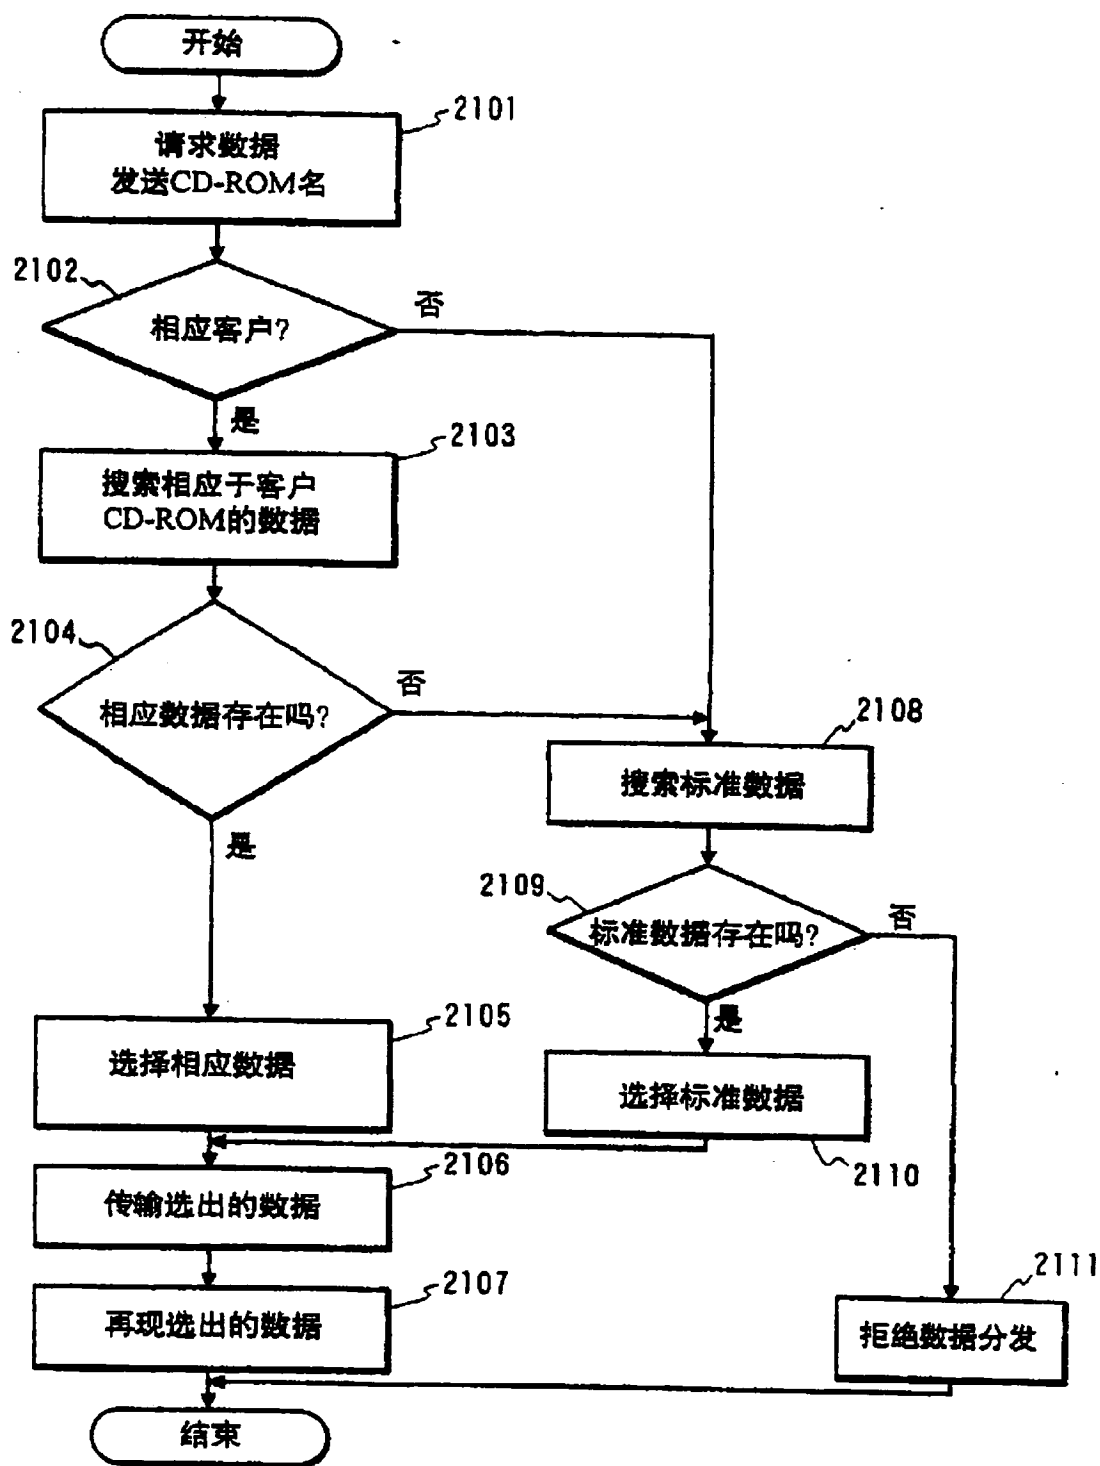 开始
2101
请求数据
发送CD-ROM名
2102
相应客户?
否
是
2103
搜索相应于客户
CD-ROM的数据
2104
相应数据存在吗?
否
是
2108
搜索标准数据
2109
标准数据存在吗?
否
是
2105
选择相应数据
选择标准数据
2110
2106
传输选出的数据
2107
再现选出的数据
2111
拒绝数据分发
结束